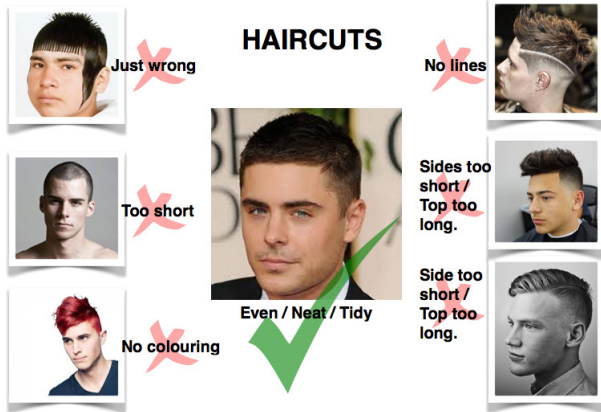 HAIRCUTS
Just wrong
No lines
Too short
Sides too
short /
Top too
long.
Even / Neat / Tidy
No colouring
Side too
short /
Top too
long.